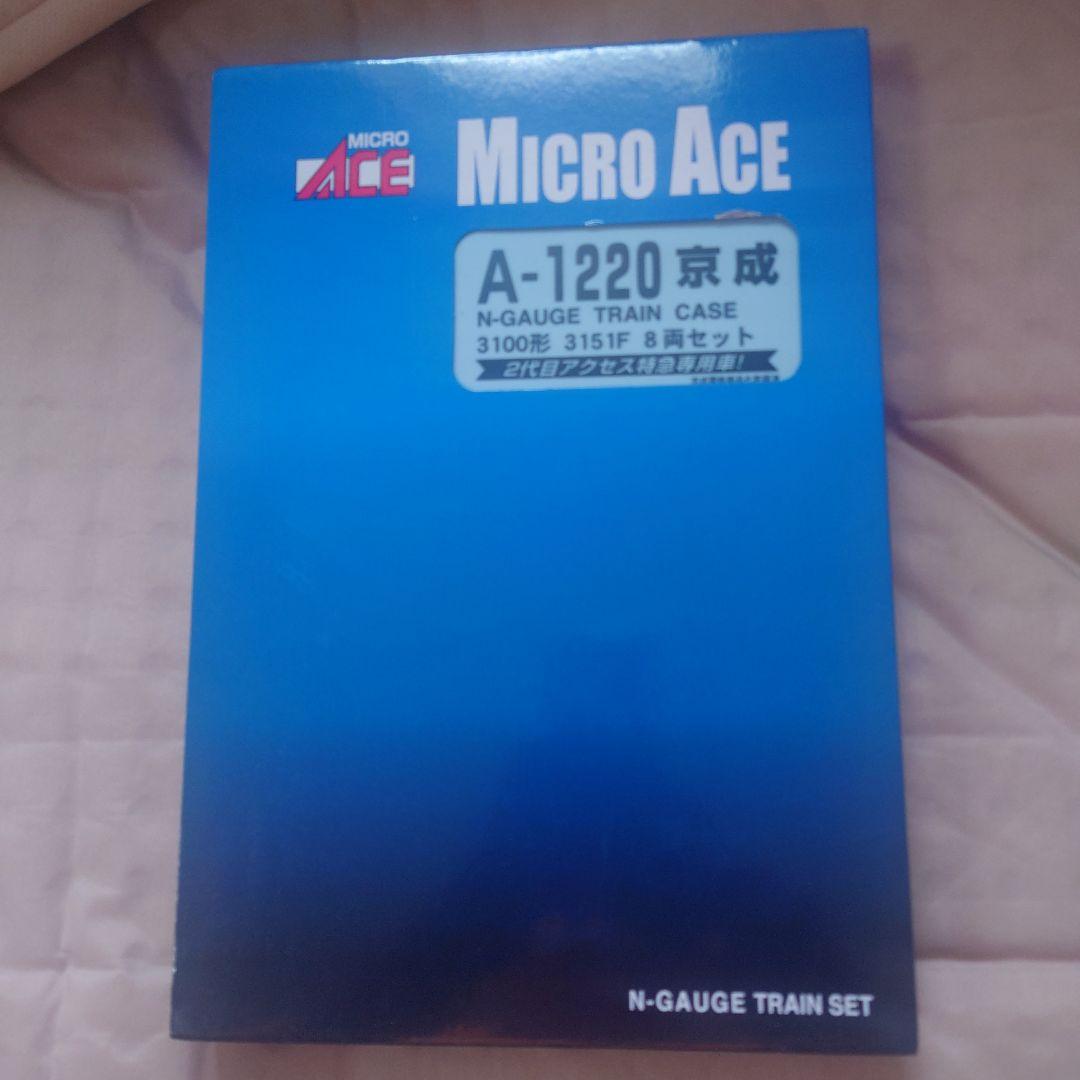 MICRO
ACE
MICRO ACE
A-1220 京成
N-GAUGE TRAIN CASE
3100形 3151F 8両セット
2代目アクセス特急専用車!
N-GAUGE TRAIN SET